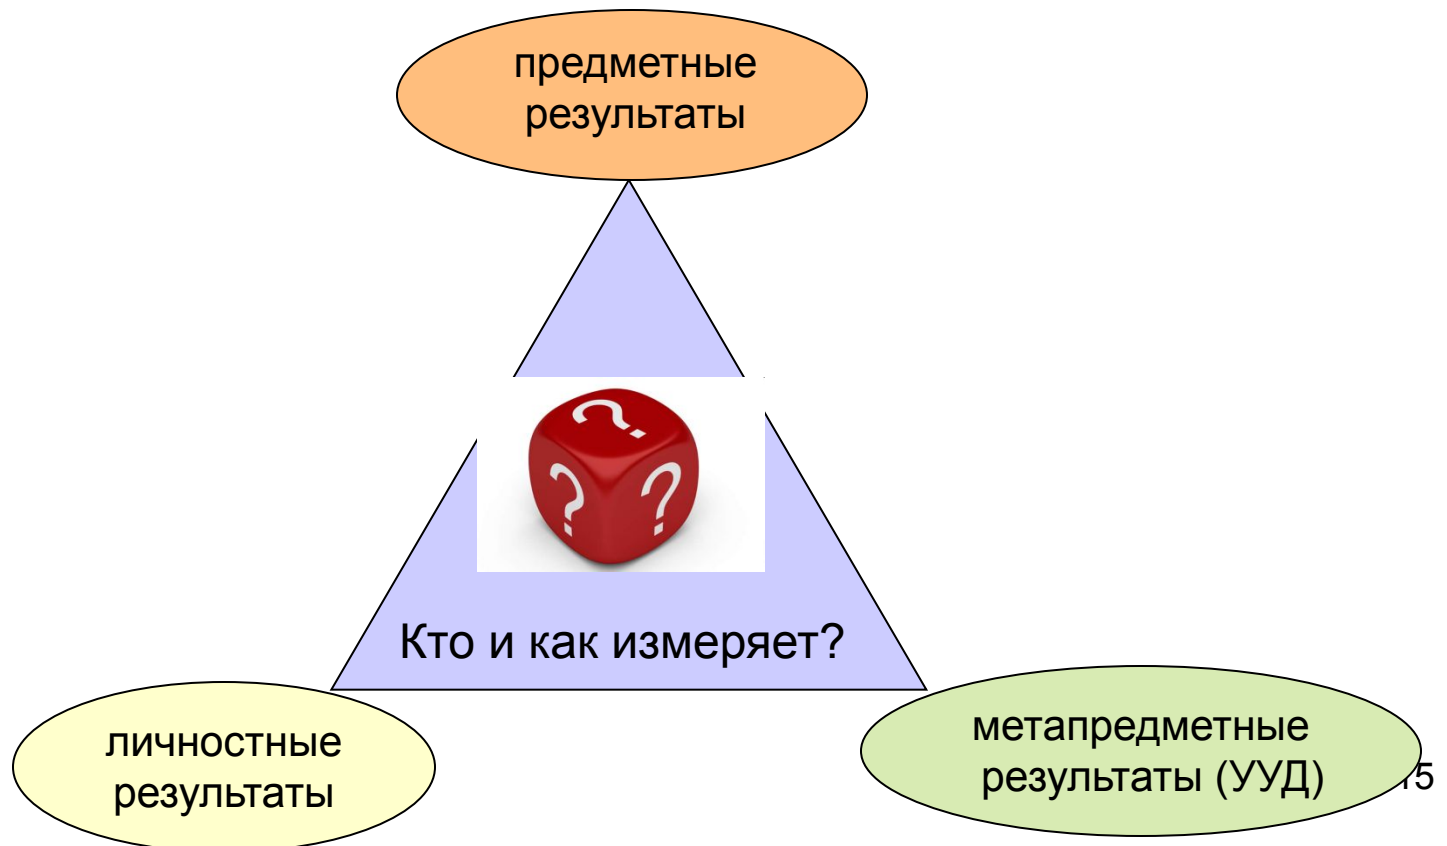 предметные
результаты
? ? ?
Кто и как измеряет?
личностные
результаты
метапредметные
результаты (УУД)